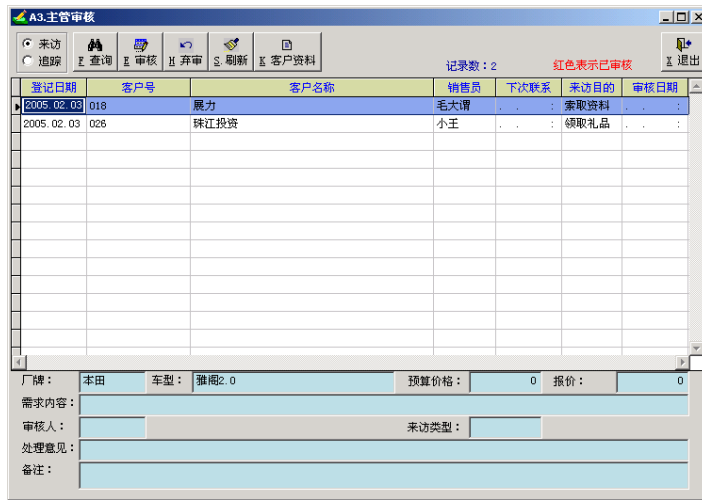 A3.主管审核
来访
追踪
F 查询
E 审核
H 弃审
S.刷新
K 客户资料
记录数：2
红色表示已审核
X 退出
登记日期 客户号 客户名称 销售员 下次联系 来访目的 审核日期
2005.02.03 018 展力 毛大谓 . . : 索取资料 . . :
2005.02.03 026 珠江投资 小王 . . : 领取礼品 . . :
厂牌： 本田 车型： 雅阁2.0 预算价格： 0 报价： 0
需求内容：
审核人： 来访类型：
处理意见：
备注：